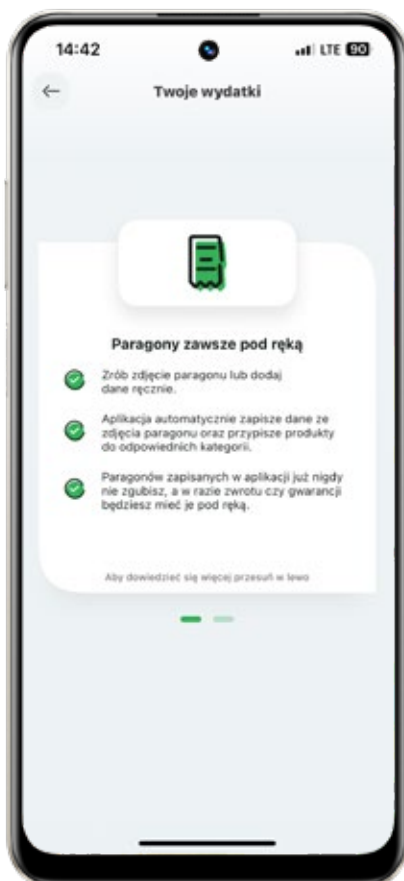 14:42
LTE 90
Twoje wydatki
Paragony zawsze pod ręką
Zrób zdjęcie paragonu lub dodaj
dane ręcznie.
Aplikacja automatycznie zapisze dane ze
zdjęcia paragonu oraz przypisze produkty
do odpowiednich kategorii.
Paragonów zapisanych w aplikacji już nigdy
nie zgubisz, a w razie zwrotu czy gwarancji
będziesz mieć je pod ręką.
Aby dowiedzieć się więcej przesuń w lewo